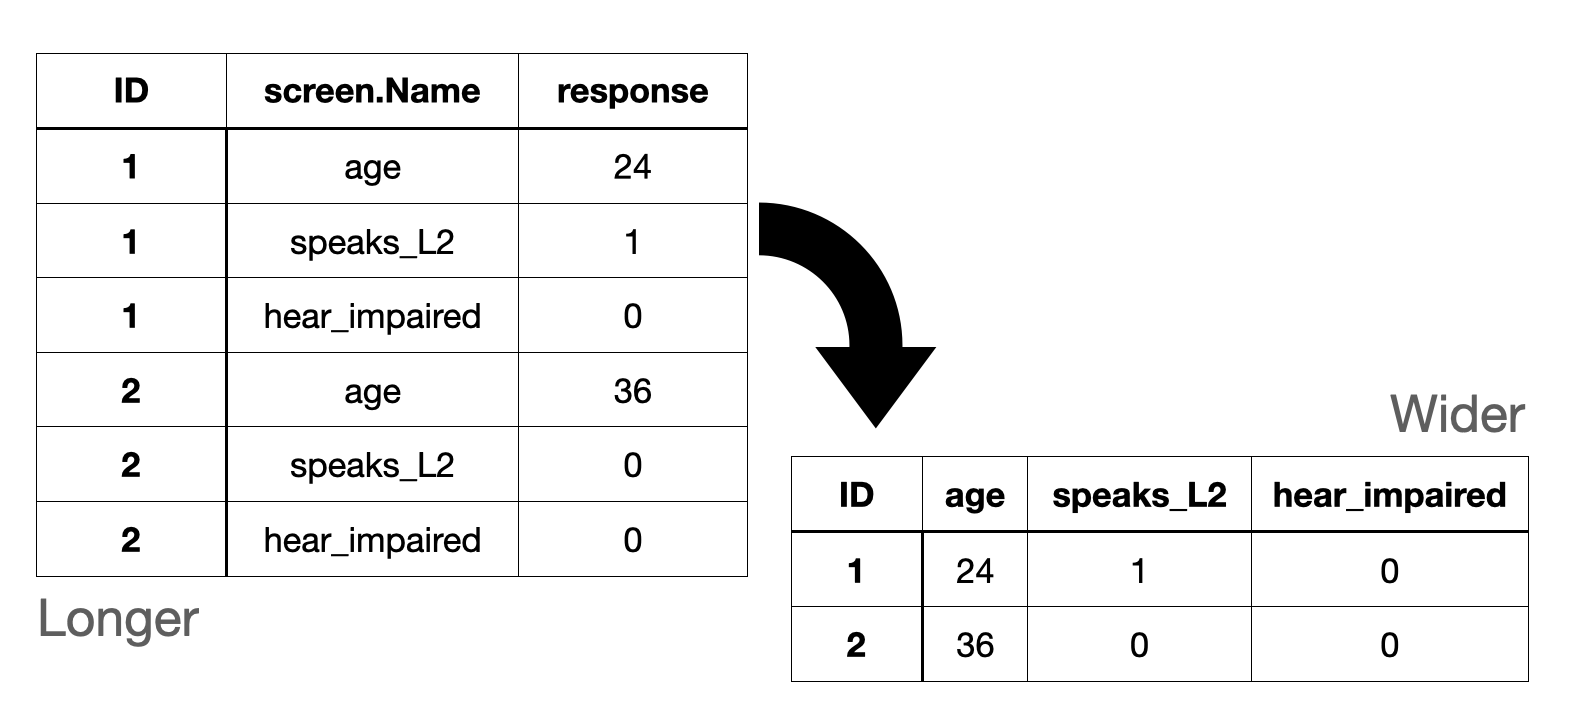 ID screen.Name response
1 age 24
1 speaks_L2 1
1 hear_impaired 0
2 age 36
2 speaks_L2 0
2 hear_impaired 0
Longer
Wider
ID age speaks_L2 hear_impaired
1 24 1 0
2 36 0 0